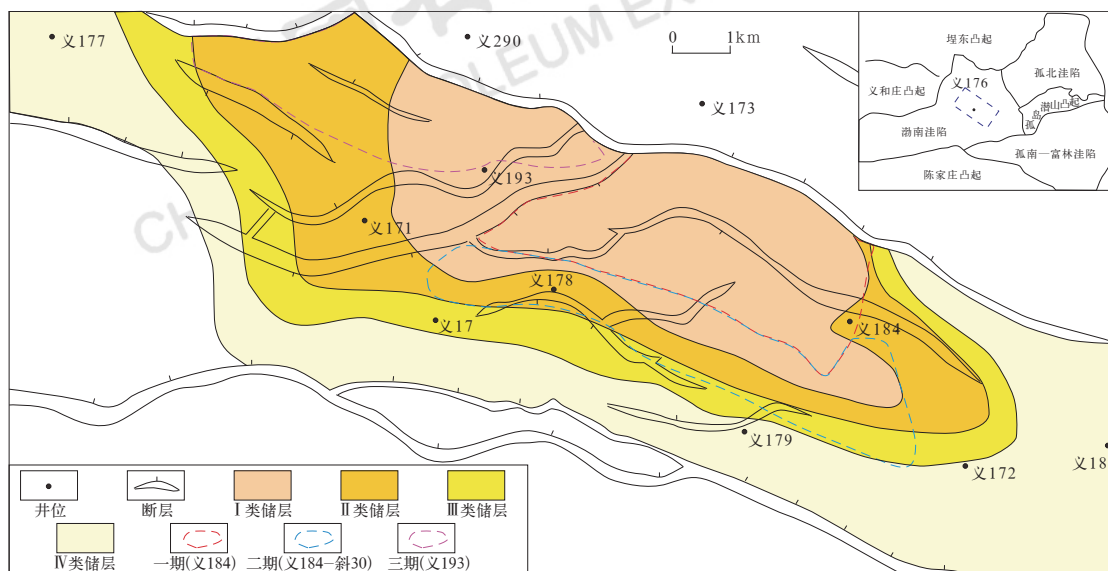 义177
义290
0 1km
义173
义193
义171
义178
义17
义184
义179
义172
义18
埕东凸起
孤北洼陷
义176
义和庄凸起
孤岛潜山凸起
渤南洼陷
孤南—富林洼陷
陈家庄凸起
井位
断层
Ⅰ类储层
Ⅱ类储层
Ⅲ类储层
Ⅳ类储层
一期(义184)
二期(义184-斜30)
三期(义193)
LEUM EX
CH